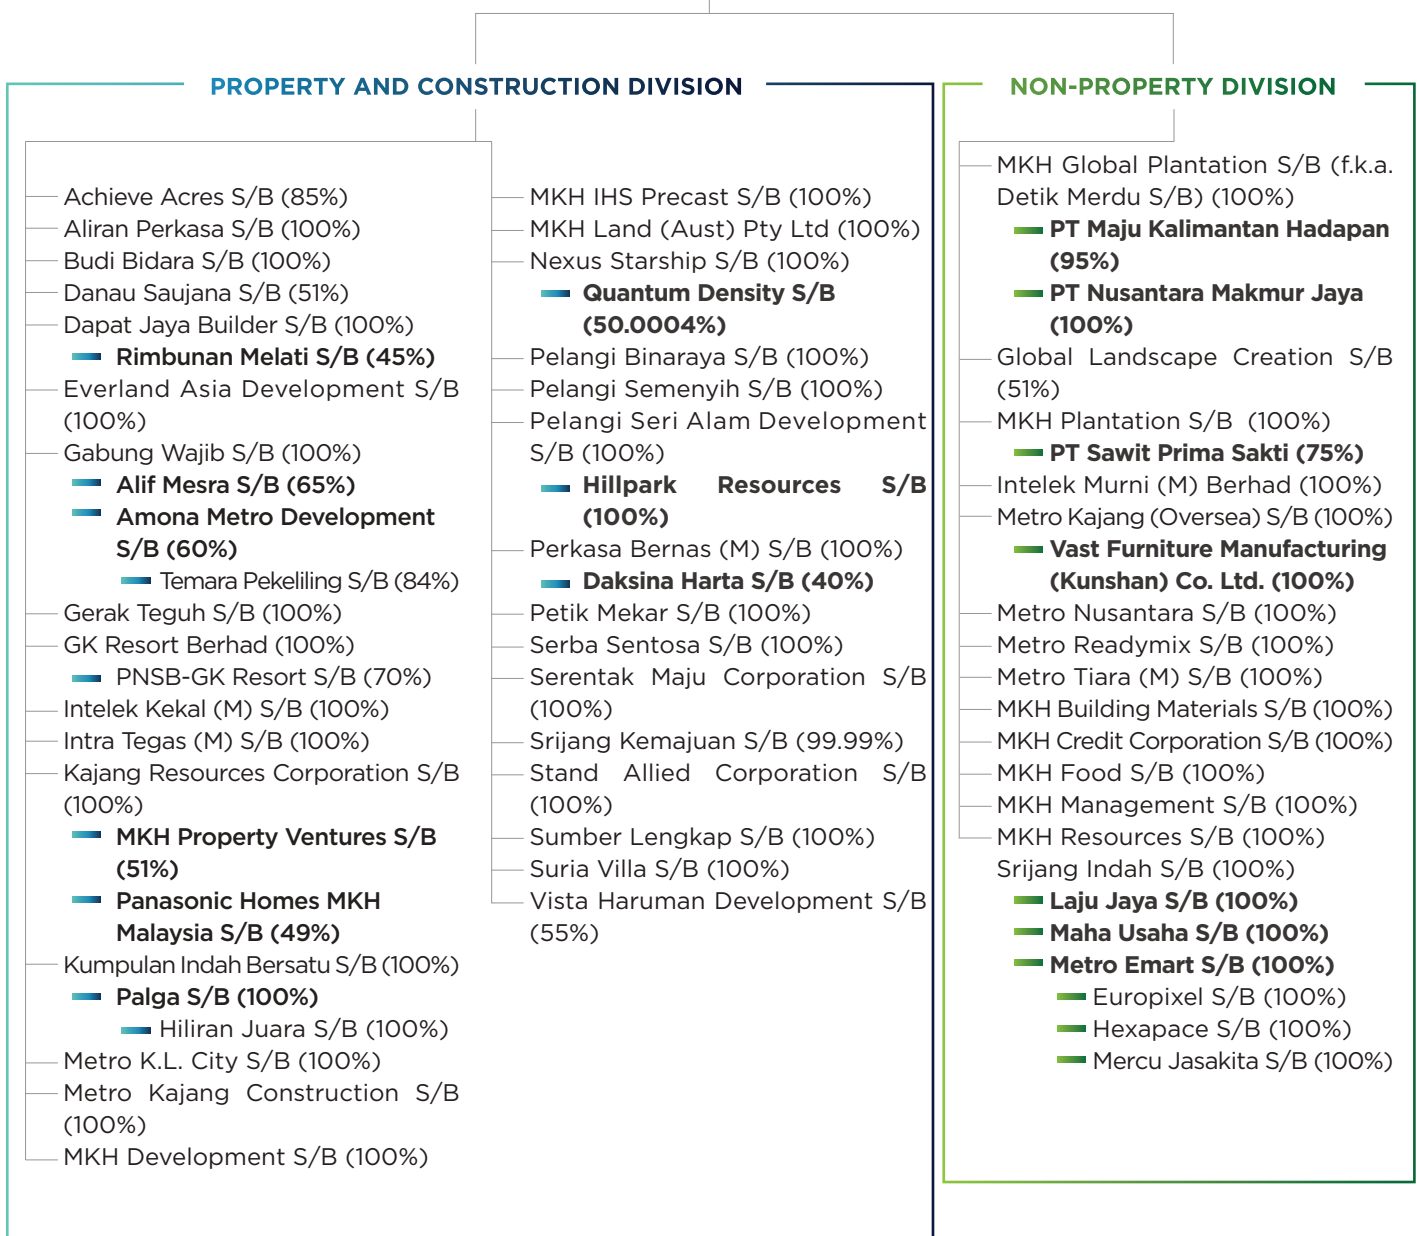 PROPERTY AND CONSTRUCTION DIVISION
Achieve Acres S/B (85%)
Aliran Perkasa S/B (100%)
Budi Bidara S/B (100%)
Danau Saujana S/B (51%)
Dapat Jaya Builder S/B (100%)
Rimbunan Melati S/B (45%)
Everland Asia Development S/B
(100%)
Gabung Wajib S/B (100%)
Alif Mesra S/B (65%)
Amona Metro Development
S/B (60%)
Temara Pekeliling S/B (84%)
Gerak Teguh S/B (100%)
GK Resort Berhad (100%)
PNSB-GK Resort S/B (70%)
Intelek Kekal (M) S/B (100%)
Intra Tegas (M) S/B (100%)
Kajang Resources Corporation S/B
(100%)
MKH Property Ventures S/B
(51%)
Panasonic Homes MKH
Malaysia S/B (49%)
Kumpulan Indah Bersatu S/B (100%)
Palga S/B (100%)
Hiliran Juara S/B (100%)
Metro K.L. City S/B (100%)
Metro Kajang Construction S/B
(100%)
MKH Development S/B (100%)
MKH IHS Precast S/B (100%)
MKH Land (Aust) Pty Ltd (100%)
Nexus Starship S/B (100%)
Quantum Density S/B
(50.0004%)
Pelangi Binaraya S/B (100%)
Pelangi Semenyih S/B (100%)
Pelangi Seri Alam Development
S/B (100%)
Hillpark Resources S/B
(100%)
Perkasa Bernas (M) S/B (100%)
Daksina Harta S/B (40%)
Petik Mekar S/B (100%)
Serba Sentosa S/B (100%)
Serentak Maju Corporation S/B
(100%)
Srijang Kemajuan S/B (99.99%)
Stand Allied Corporation S/B
(100%)
Sumber Lengkap S/B (100%)
Suria Villa S/B (100%)
Vista Haruman Development S/B
(55%)
NON-PROPERTY DIVISION
MKH Global Plantation S/B (f.k.a.
Detik Merdu S/B) (100%)
PT Maju Kalimantan Hadapan
(95%)
PT Nusantara Makmur Jaya
(100%)
Global Landscape Creation S/B
(51%)
MKH Plantation S/B (100%)
PT Sawit Prima Sakti (75%)
Intelek Murni (M) Berhad (100%)
Metro Kajang (Oversea) S/B (100%)
Vast Furniture Manufacturing
(Kunshan) Co. Ltd. (100%)
Metro Nusantara S/B (100%)
Metro Readymix S/B (100%)
Metro Tiara (M) S/B (100%)
MKH Building Materials S/B (100%)
MKH Credit Corporation S/B (100%)
MKH Food S/B (100%)
MKH Management S/B (100%)
MKH Resources S/B (100%)
Srijang Indah S/B (100%)
Laju Jaya S/B (100%)
Maha Usaha S/B (100%)
Metro Emart S/B (100%)
Europixel S/B (100%)
Hexapace S/B (100%)
Mercu Jasakita S/B (100%)